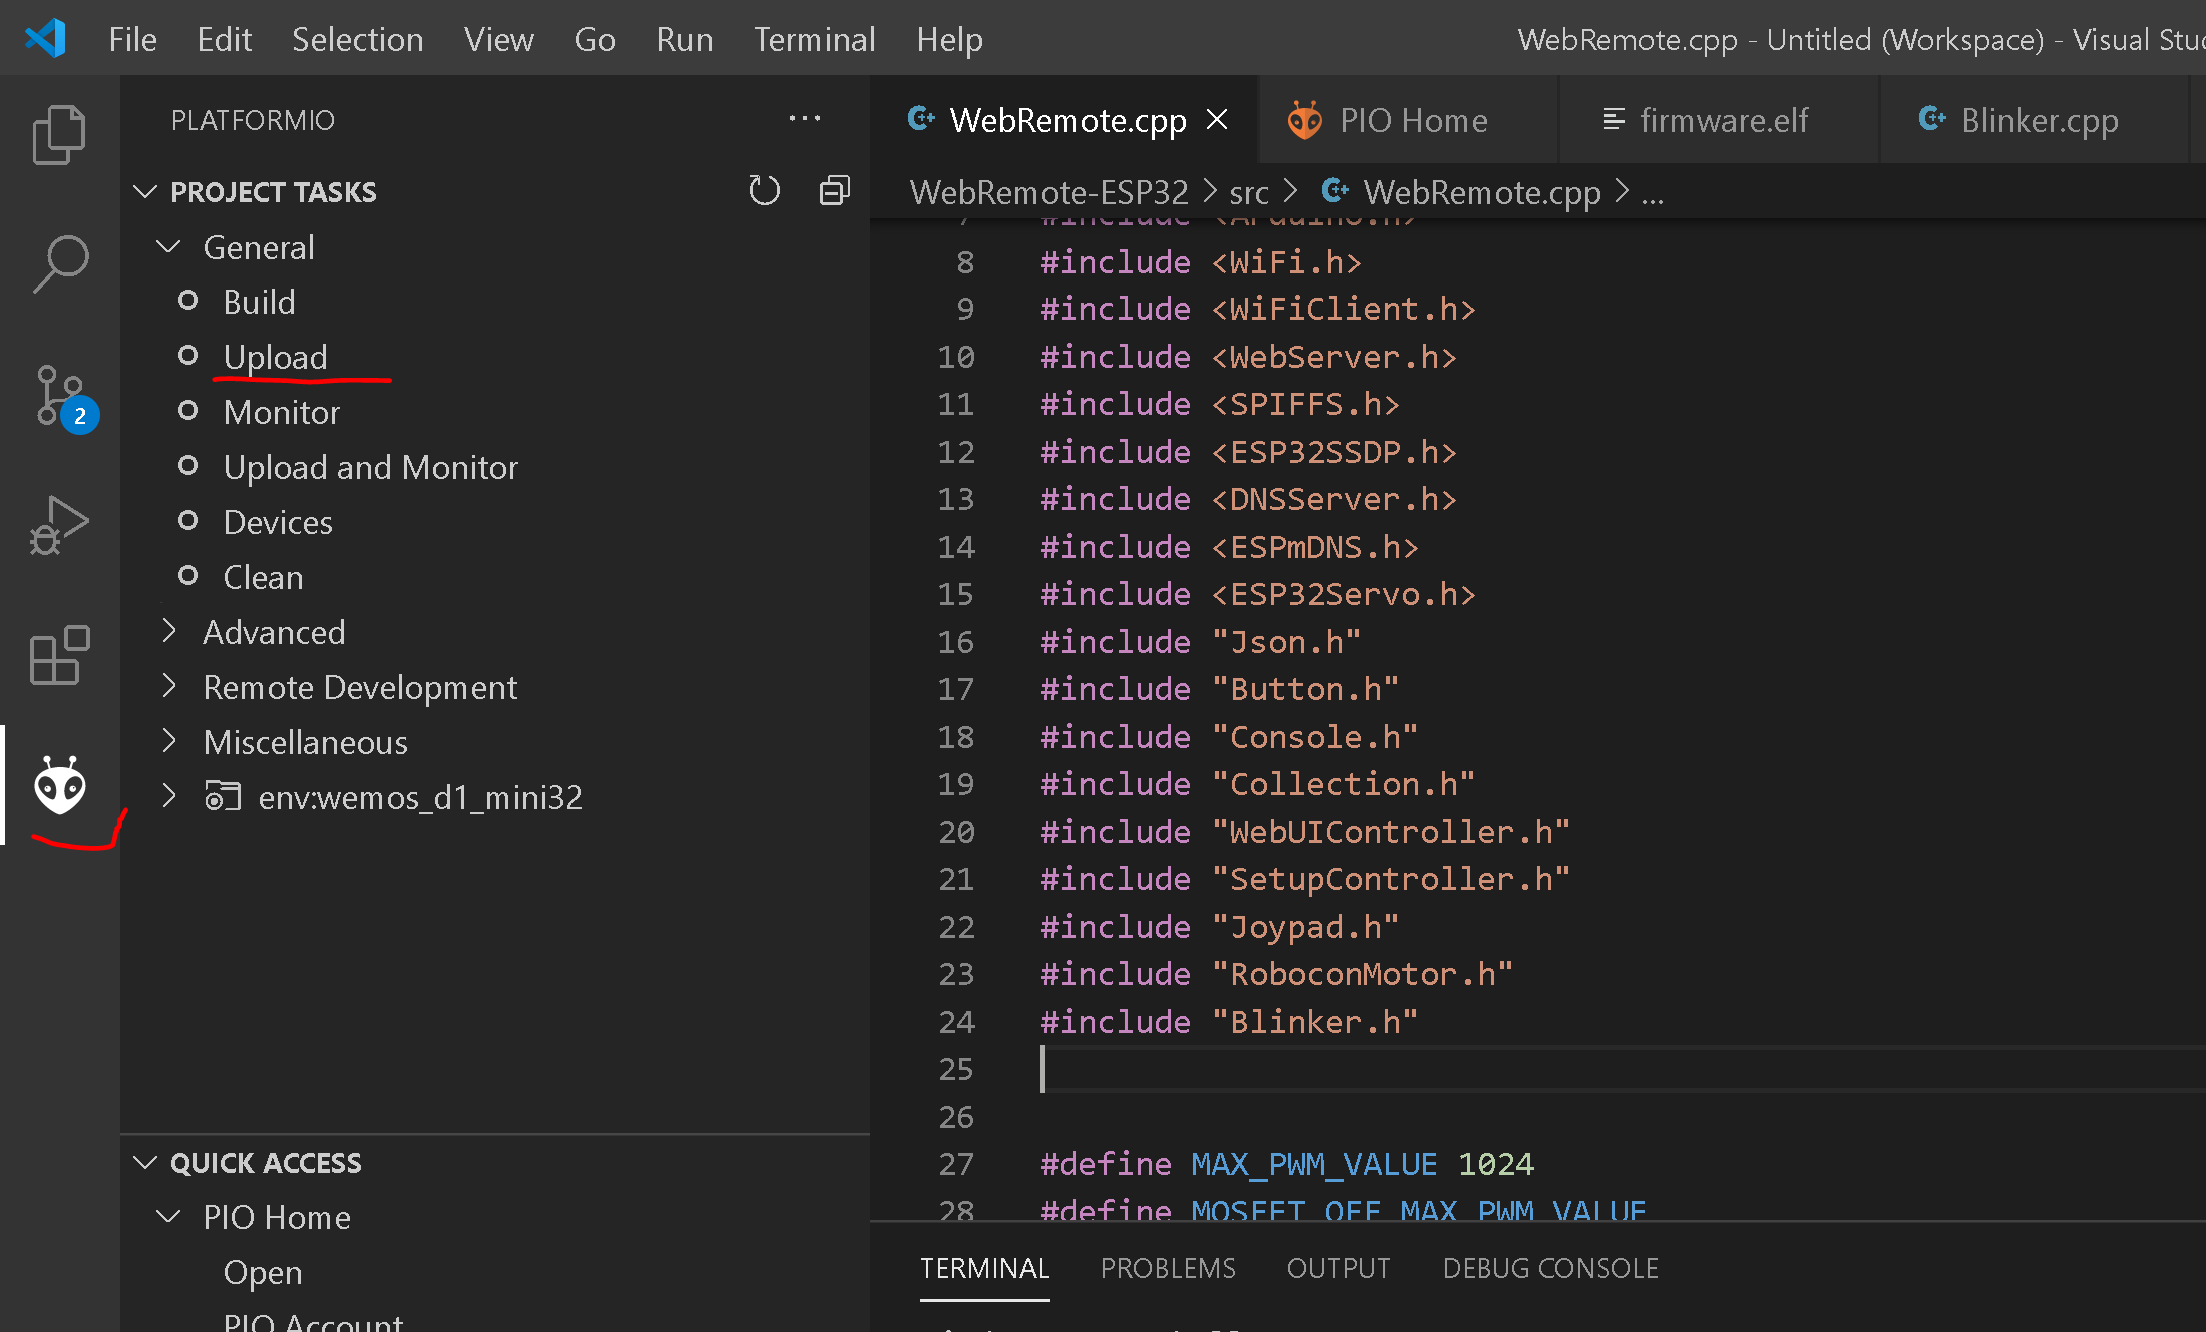 File Edit Selection View Go Run Terminal Help
WebRemote.cpp - Untitled (Workspace) - Visual
PLATFORMIO
PROJECT TASKS
General
Build
Upload
Monitor
Upload and Monitor
Devices
Clean
Advanced
Remote Development
Miscellaneous
env:wemos_d1_mini32
QUICK ACCESS
PIO Home
Open
PIO Account
2
WebRemote.cpp PIO Home firmware.elf Blinker.cpp
WebRemote-ESP32 > src > WebRemote.cpp > ...
7 #include <Arduino.h>
8 #include <WiFi.h>
9 #include <WiFiClient.h>
10 #include <WebServer.h>
11 #include <SPIFFS.h>
12 #include <ESP32SSDP.h>
13 #include <DNSServer.h>
14 #include <ESPmDNS.h>
15 #include <ESP32Servo.h>
16 #include "Json.h"
17 #include "Button.h"
18 #include "Console.h"
19 #include "Collection.h"
20 #include "WebUIController.h"
21 #include "SetupController.h"
22 #include "Joypad.h"
23 #include "RoboconMotor.h"
24 #include "Blinker.h"
25
26
27 #define MAX_PWM_VALUE 1024
28 #define MOSFET_OFF MAX_PWM_VALUE
TERMINAL PROBLEMS OUTPUT DEBUG CONSOLE